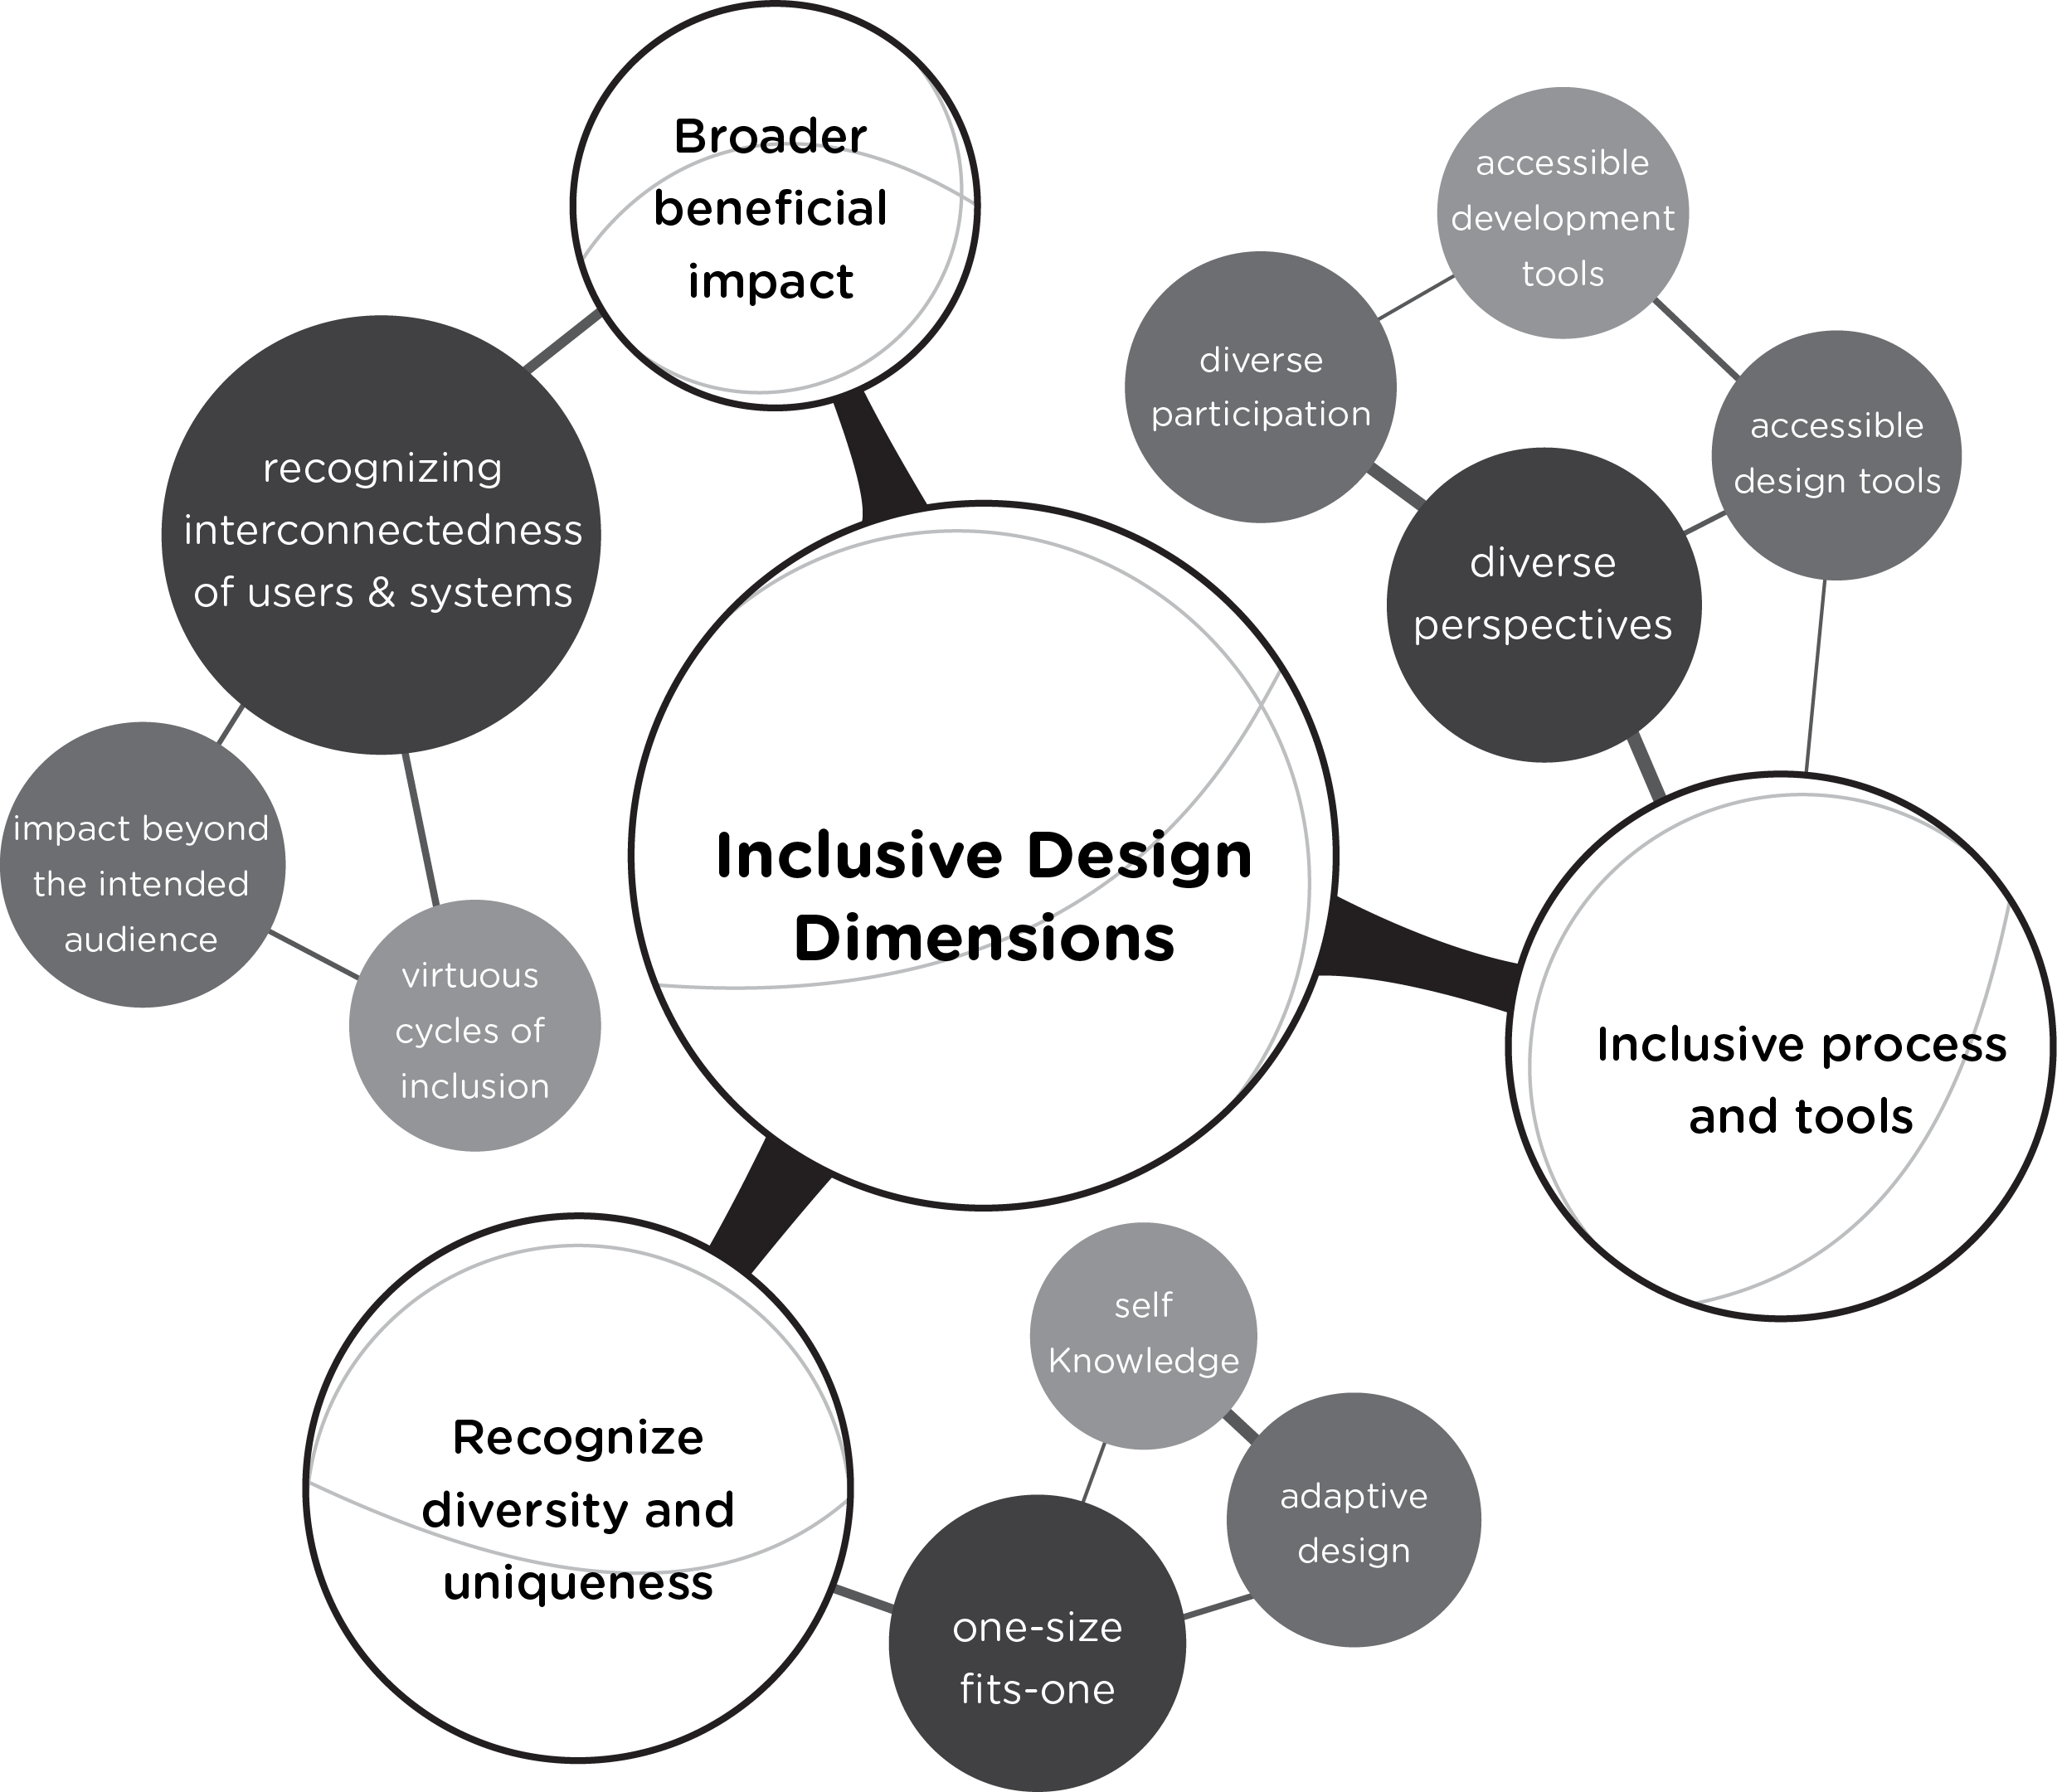 Broader
beneficial
impact
accessible
development
tools
diverse
participation
accessible
design tools
recognizing
interconnectedness
of users & systems
diverse
perspectives
impact beyond
the intended
audience
Inclusive Design
Dimensions
virtuous
cycles of
inclusion
Inclusive process
and tools
self
Knowledge
Recognize
diversity and
uniqueness
adaptive
design
one-size
fits-one